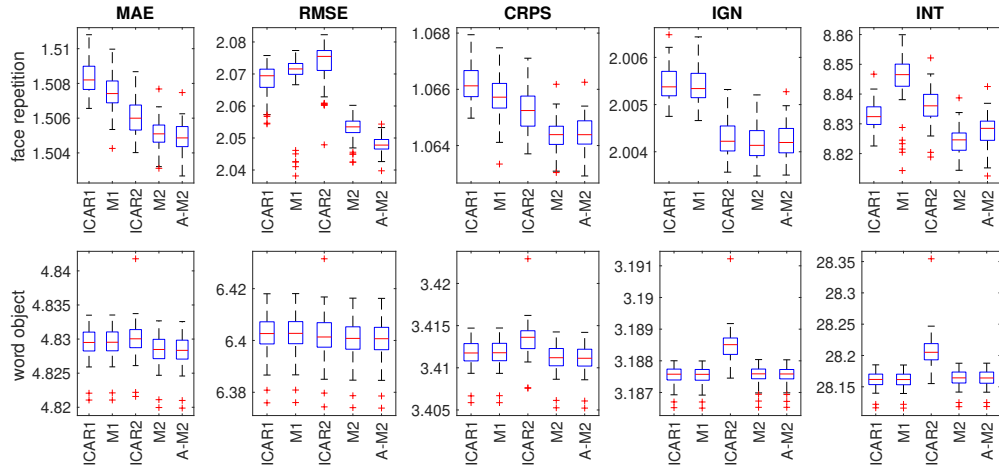 MAE RMSE CRPS IGN INT
face repetition
1.51 1.508 1.506 1.504
ICAR1 M1 ICAR2 M2 A-M2
2.08 2.07 2.06 2.05 2.04
ICAR1 M1 ICAR2 M2 A-M2
1.068 1.066 1.064
ICAR1 M1 ICAR2 M2 A-M2
2.006 2.005 2.004
ICAR1 M1 ICAR2 M2 A-M2
8.86 8.85 8.84 8.83 8.82
ICAR1 M1 ICAR2 M2 A-M2
word object
4.84 4.835 4.83 4.825 4.82
ICAR1 M1 ICAR2 M2 A-M2
6.42 6.4 6.38
ICAR1 M1 ICAR2 M2 A-M2
3.42 3.415 3.41 3.405
ICAR1 M1 ICAR2 M2 A-M2
3.191 3.189 3.188 3.187
ICAR1 M1 ICAR2 M2 A-M2
28.35 28.3 28.25 28.2 28.15
ICAR1 M1 ICAR2 M2 A-M2